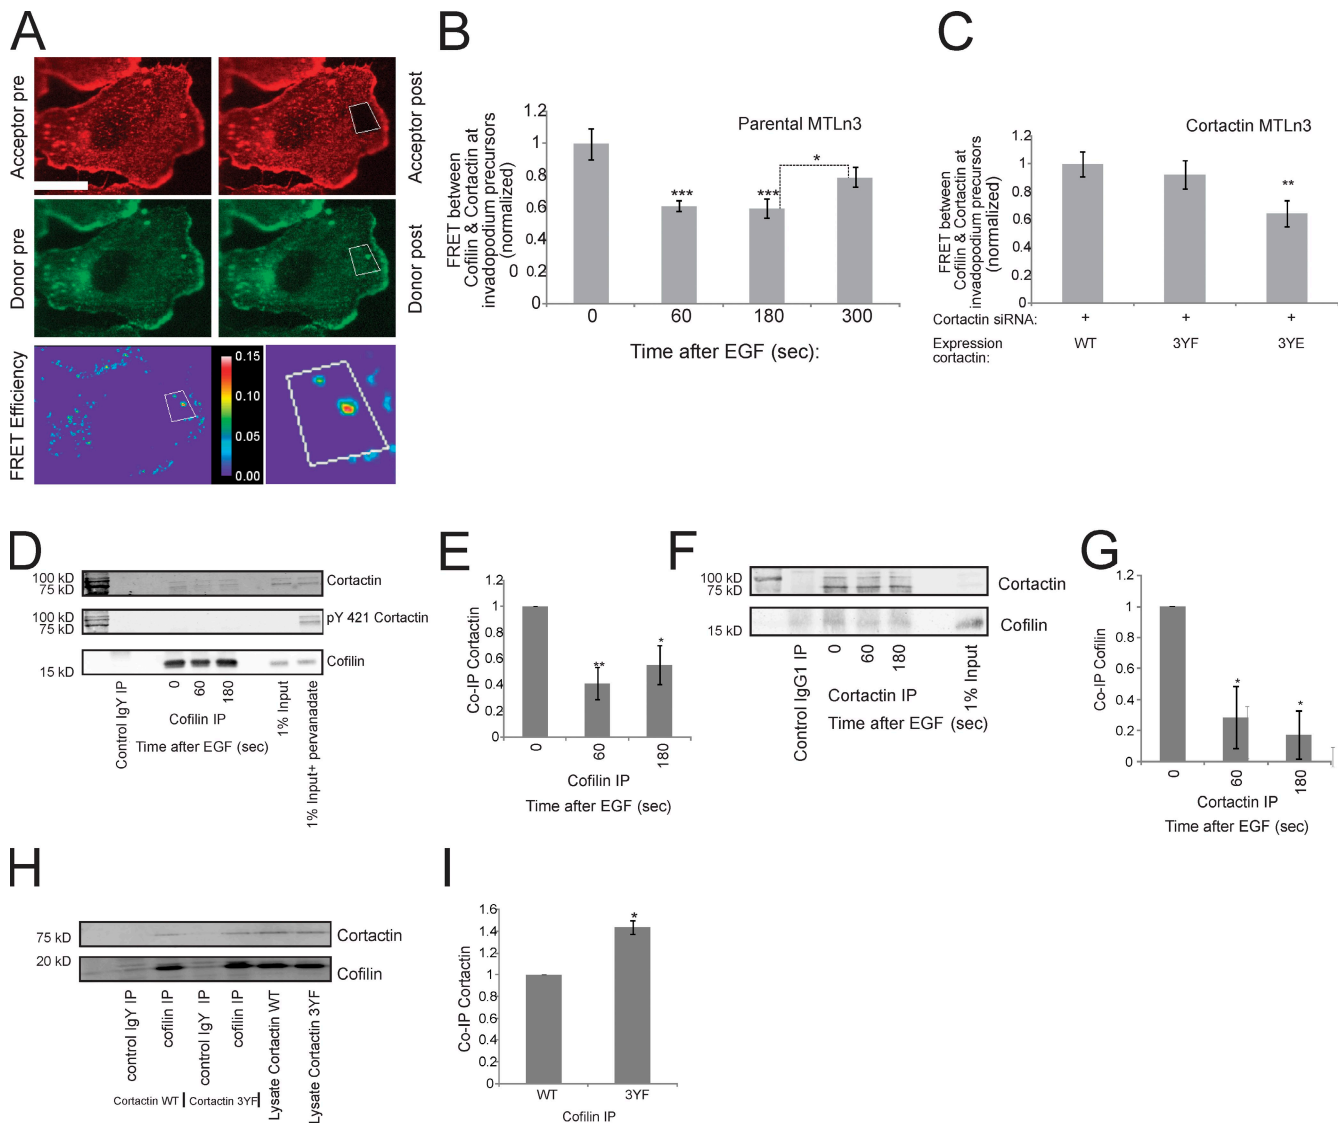 A
Acceptor pre
Acceptor post
Donor pre
Donor post
FRET Efficiency
0.15
0.10
0.05
0.00
B
FRET between
Cofilin & Cortactin at
invadopodium precursors
(normalized)
0
1.2
1
0.8
0.6
0.4
0.2
0
Parental MTLn3
***
***
*
0 60 180 300
Time after EGF (sec):
C
FRET between
Cofilin & Cortactin at
invadopodium precursors
(normalized)
1.2
1
0.8
0.6
0.4
0.2
0
Cortactin MTLn3
**
Cortactin siRNA: + + +
Expression cortactin: WT 3YF 3YE
D
100 kD
75 kD
Cortactin
100 kD
75 kD
pY 421 Cortactin
15 kD
Cofilin
Control IgY IP
0 60 180
Cofilin IP
Time after EGF (sec)
1% Input
1% Input+ pervanadate
E
Co-IP Cortactin
1.2
1
0.8
0.6
0.4
0.2
0
**
*
0 60 180
Cofilin IP
Time after EGF (sec)
F
100 kD
75 kD
Cortactin
15 kD
Cofilin
Control IgG1 IP
0 60 180
Cortactin IP
Time after EGF (sec)
1% Input
G
Co-IP Cofilin
1.2
1
0.8
0.6
0.4
0.2
0
*
*
0 60 180
Cortactin IP
Time after EGF (sec)
H
75 kD
Cortactin
20 kD
Cofilin
control IgY IP
cofilin IP
control IgY IP
cofilin IP
Lysate Cortactin WT
Lysate Cortactin 3YF
Cortactin WT
Cortactin 3YF
I
Co-IP Cortactin
1.6
1.4
1.2
1
0.8
0.6
0.4
0.2
0
*
WT 3YF
Cofilin IP